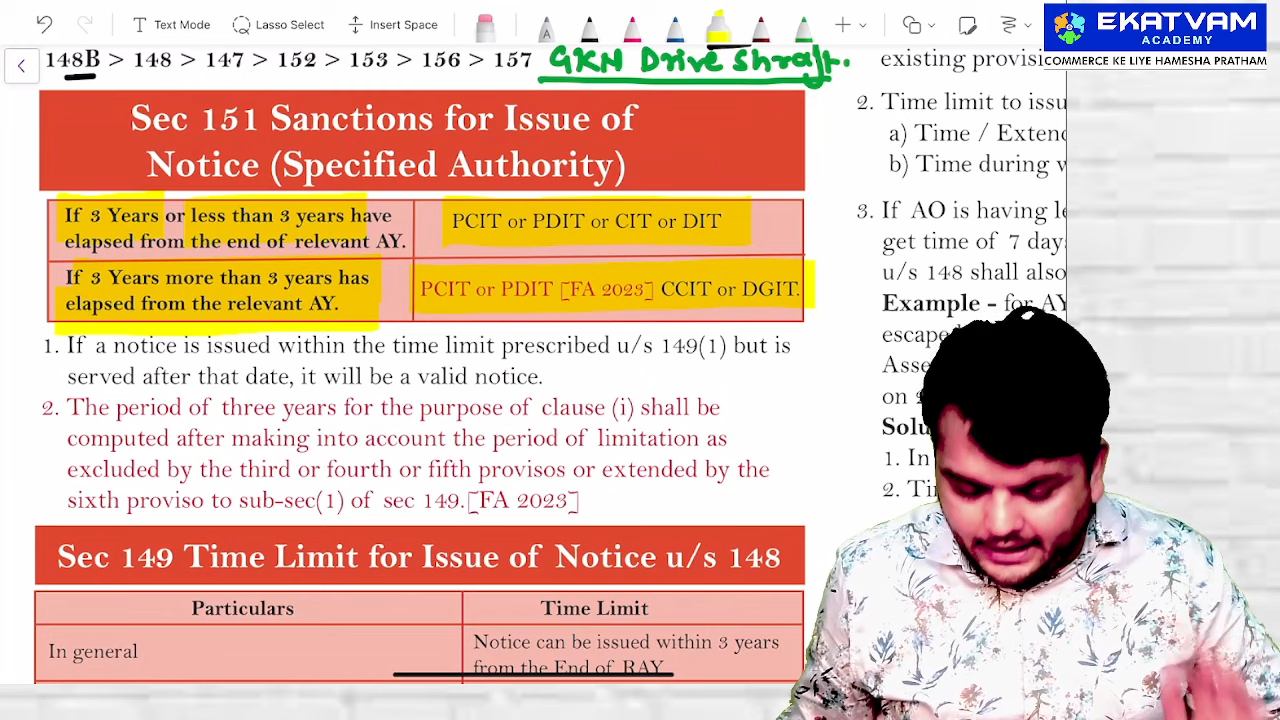 Text Mode
Lasso Select
Insert Space
EKATVAM
ACADEMY
COMMERCE KE LIYE HAMESHA PRATHAM
148B > 148 > 147 > 152 > 153 > 156 > 157 GKN Drive Shraft.
Sec 151 Sanctions for Issue of
Notice (Specified Authority)
If 3 Years or less than 3 years have
elapsed from the end of relevant AY.
PCIT or PDIT or CIT or DIT
If 3 Years more than 3 years has
elapsed from the relevant AY.
PCIT or PDIT [FA 2023] CCIT or DGIT.
1. If a notice is issued within the time limit prescribed u/s 149(1) but is
served after that date, it will be a valid notice.
2. The period of three years for the purpose of clause (i) shall be
computed after making into account the period of limitation as
excluded by the third or fourth or fifth provisos or extended by the
sixth proviso to sub-sec(1) of sec 149.[FA 2023]
Sec 149 Time Limit for Issue of Notice u/s 148
Particulars
Time Limit
In general
Notice can be issued within 3 years
from the End of RAY
existing
2. Time limit to
a) Time /
b) Time during
3. If AO is having
get time of 7
u/s 148 shall also
Example - for AY
on
1. In
2.